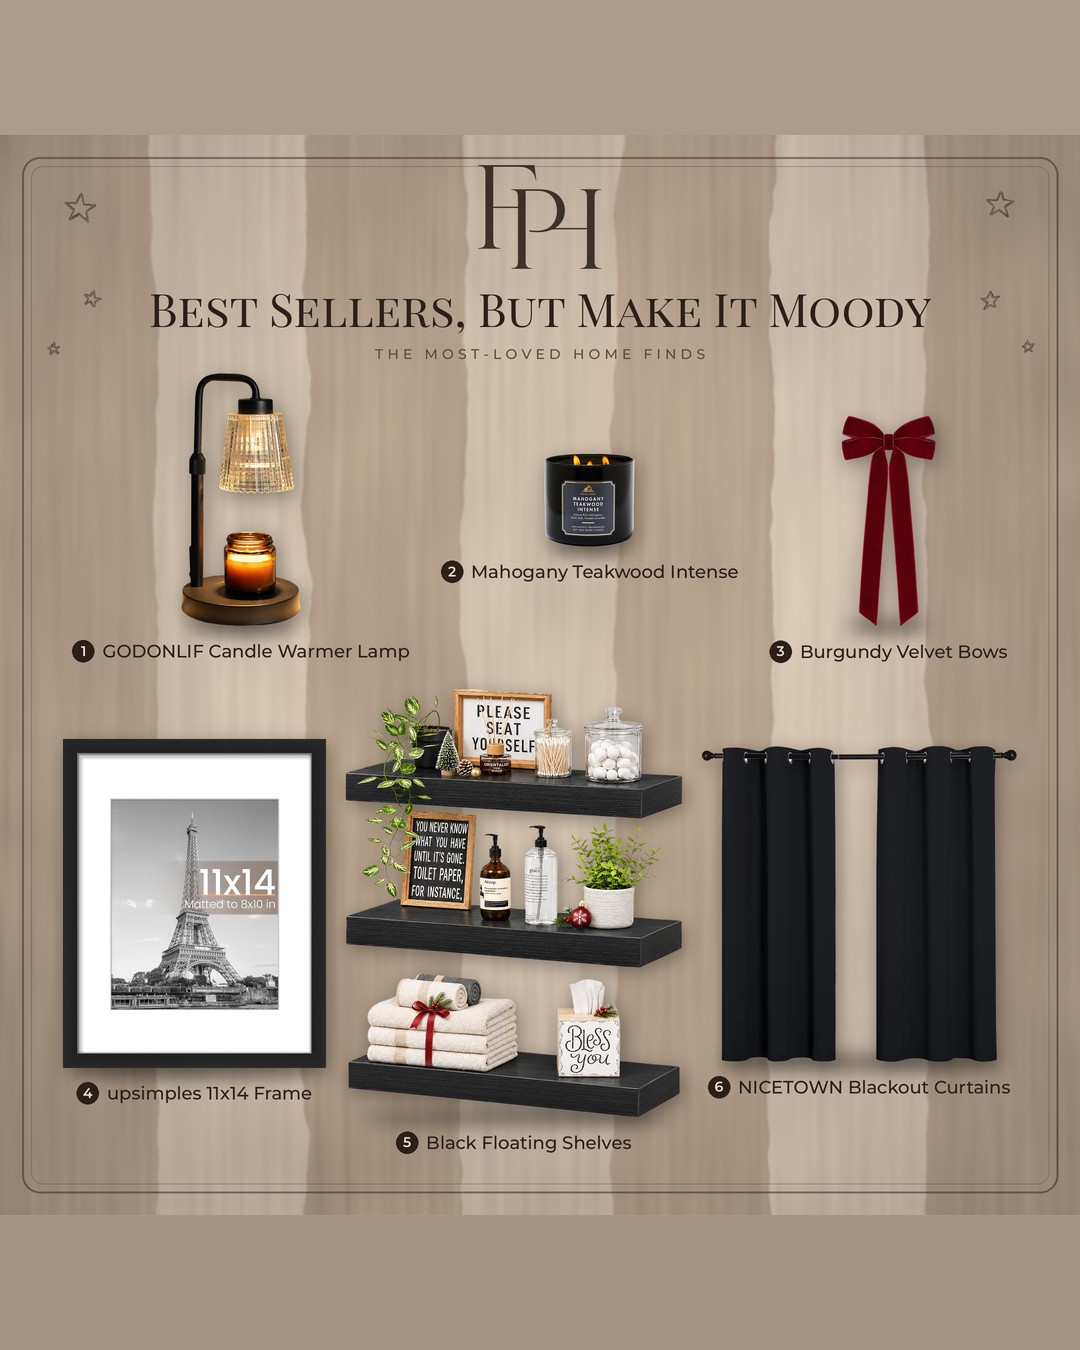 FPH
BEST SELLERS, BUT MAKE IT MOODY
THE MOST-LOVED HOME FINDS
MAHOGANY
TEAKWOOD
INTENSE
2 Mahogany Teakwood Intense
1 GODONLIF Candle Warmer Lamp
3 Burgundy Velvet Bows
PLEASE
SEAT
YOURSELF
YOU NEVER KNOW
WHAT YOU HAVE
UNTIL IT'S GONE.
TOILET PAPER,
FOR INSTANCE,
Aēsop
11x14
Matted to 8x10 in
Bless
you
4 upsimples 11x14 Frame
5 Black Floating Shelves
6 NICETOWN Blackout Curtains